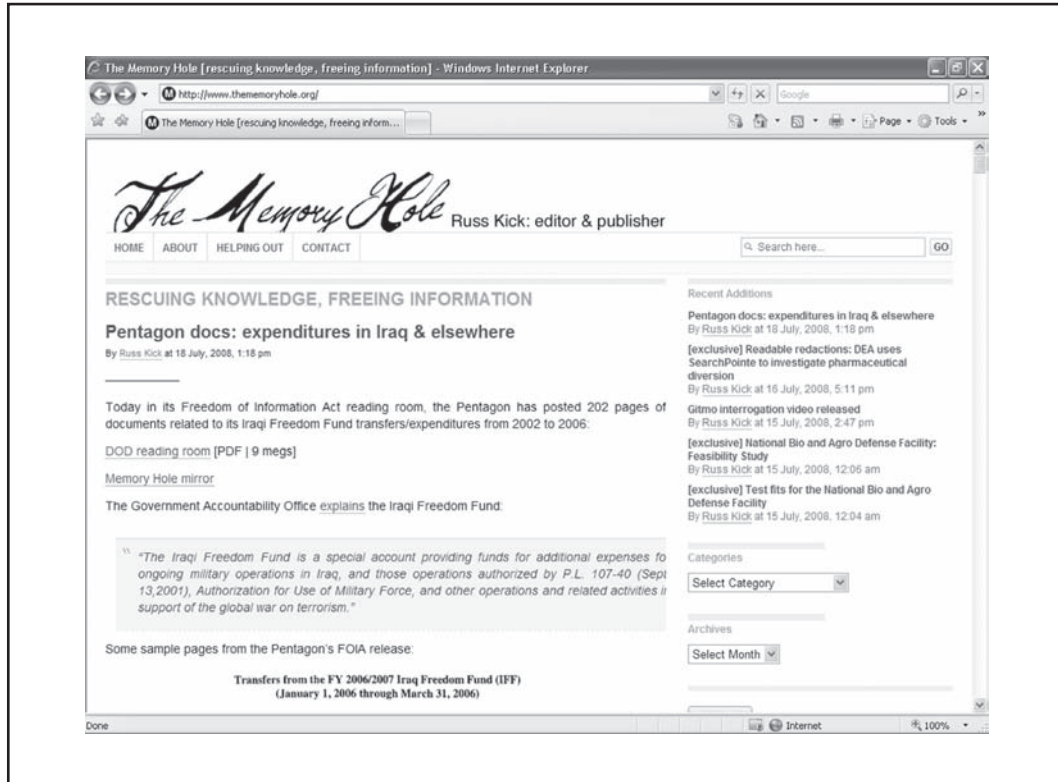 The Memory Hole [rescuing knowledge, freeing information] - Windows Internet Explorer
http://www.thememoryhole.org/
Google
The Memory Hole [rescuing knowledge, freeing inform...
Page
Tools
The Memory Hole Russ Kick: editor & publisher
HOME ABOUT HELPING OUT CONTACT
Search here...
GO
RESCUING KNOWLEDGE, FREEING INFORMATION
Pentagon docs: expenditures in Iraq & elsewhere
By Russ Kick at 18 July, 2008, 1:18 pm
Today in its Freedom of Information Act reading room, the Pentagon has posted 202 pages of
documents related to its Iraqi Freedom Fund transfers/expenditures from 2002 to 2006:
DOD reading room [PDF | 9 megs]
Memory Hole mirror
The Government Accountability Office explains the Iraqi Freedom Fund:
"The Iraqi Freedom Fund is a special account providing funds for additional expenses fo
ongoing military operations in Iraq, and those operations authorized by P.L. 107-40 (Sept
13,2001), Authorization for Use of Military Force, and other operations and related activities in
support of the global war on terrorism."
Some sample pages from the Pentagon's FOIA release:
Transfers from the FY 2006/2007 Iraq Freedom Fund (IFF)
(January 1, 2006 through March 31, 2006)
Recent Additions
Pentagon docs: expenditures in Iraq & elsewhere
By Russ Kick at 18 July, 2008, 1:18 pm
[exclusive] Readable redactions: DEA uses
SearchPointe to investigate pharmaceutical
diversion
By Russ Kick at 16 July, 2008, 5:11 pm
Gitmo interrogation video released
By Russ Kick at 15 July, 2008, 2:47 pm
[exclusive] National Bio and Agro Defense Facility:
Feasibility Study
By Russ Kick at 15 July, 2008, 12:06 am
[exclusive] Test fits for the National Bio and Agro
Defense Facility
By Russ Kick at 15 July, 2008, 12:04 am
Categories
Select Category
Archives
Select Month
Done
Internet
100%